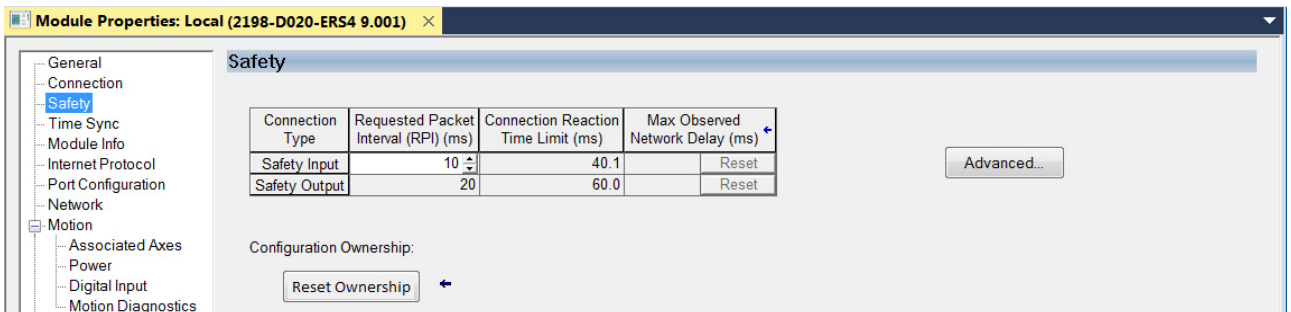 Module Properties: Local (2198-D020-ERS4 9.001)
General
Connection
Safety
Time Sync
Module Info
Internet Protocol
Port Configuration
Network
Motion
Associated Axes
Power
Digital Input
Motion Diagnostics
Safety
Connection Type Requested Packet Interval (RPI) (ms) Connection Reaction Time Limit (ms) Max Observed Network Delay (ms)
Safety Input 10 40.1 Reset
Safety Output 20 60.0 Reset
Advanced...
Configuration Ownership:
Reset Ownership